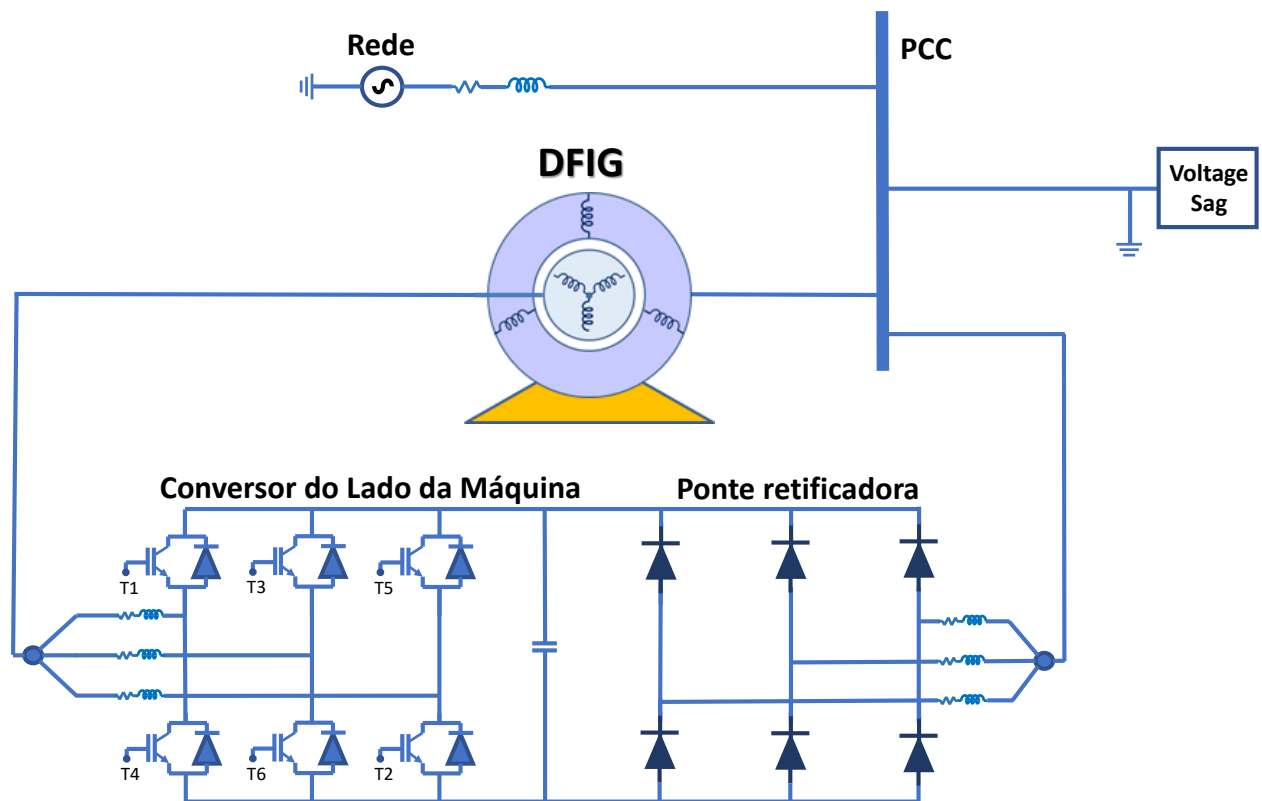 Rede
PCC
DFIG
Voltage
Sag
Conversor do Lado da Máquina
Ponte retificadora
T1
T3
T5
T4
T6
T2